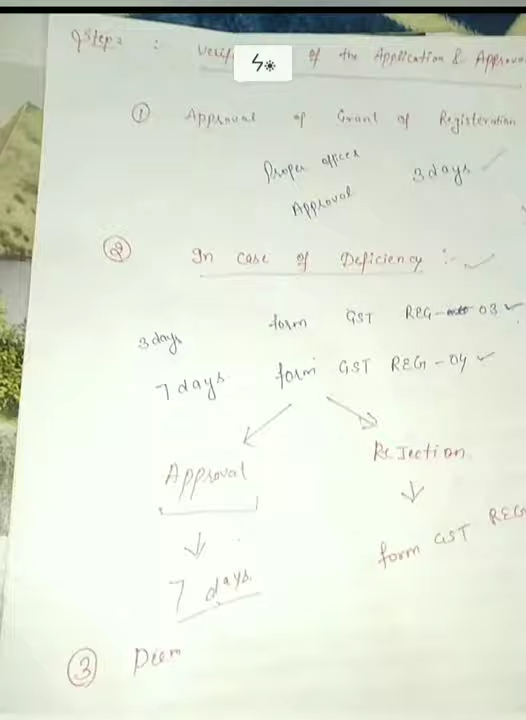 Step :
of the Application & Approval
① Approval of Grant of Registeration
Proper officer 3 days ✓
Approval
② In case of Deficiency :- ✓
3 days form GST REG- 03 ✓
7 days form GST REG - 04 ✓
Approval Rejection
7 days. form GST REG
③ Deem